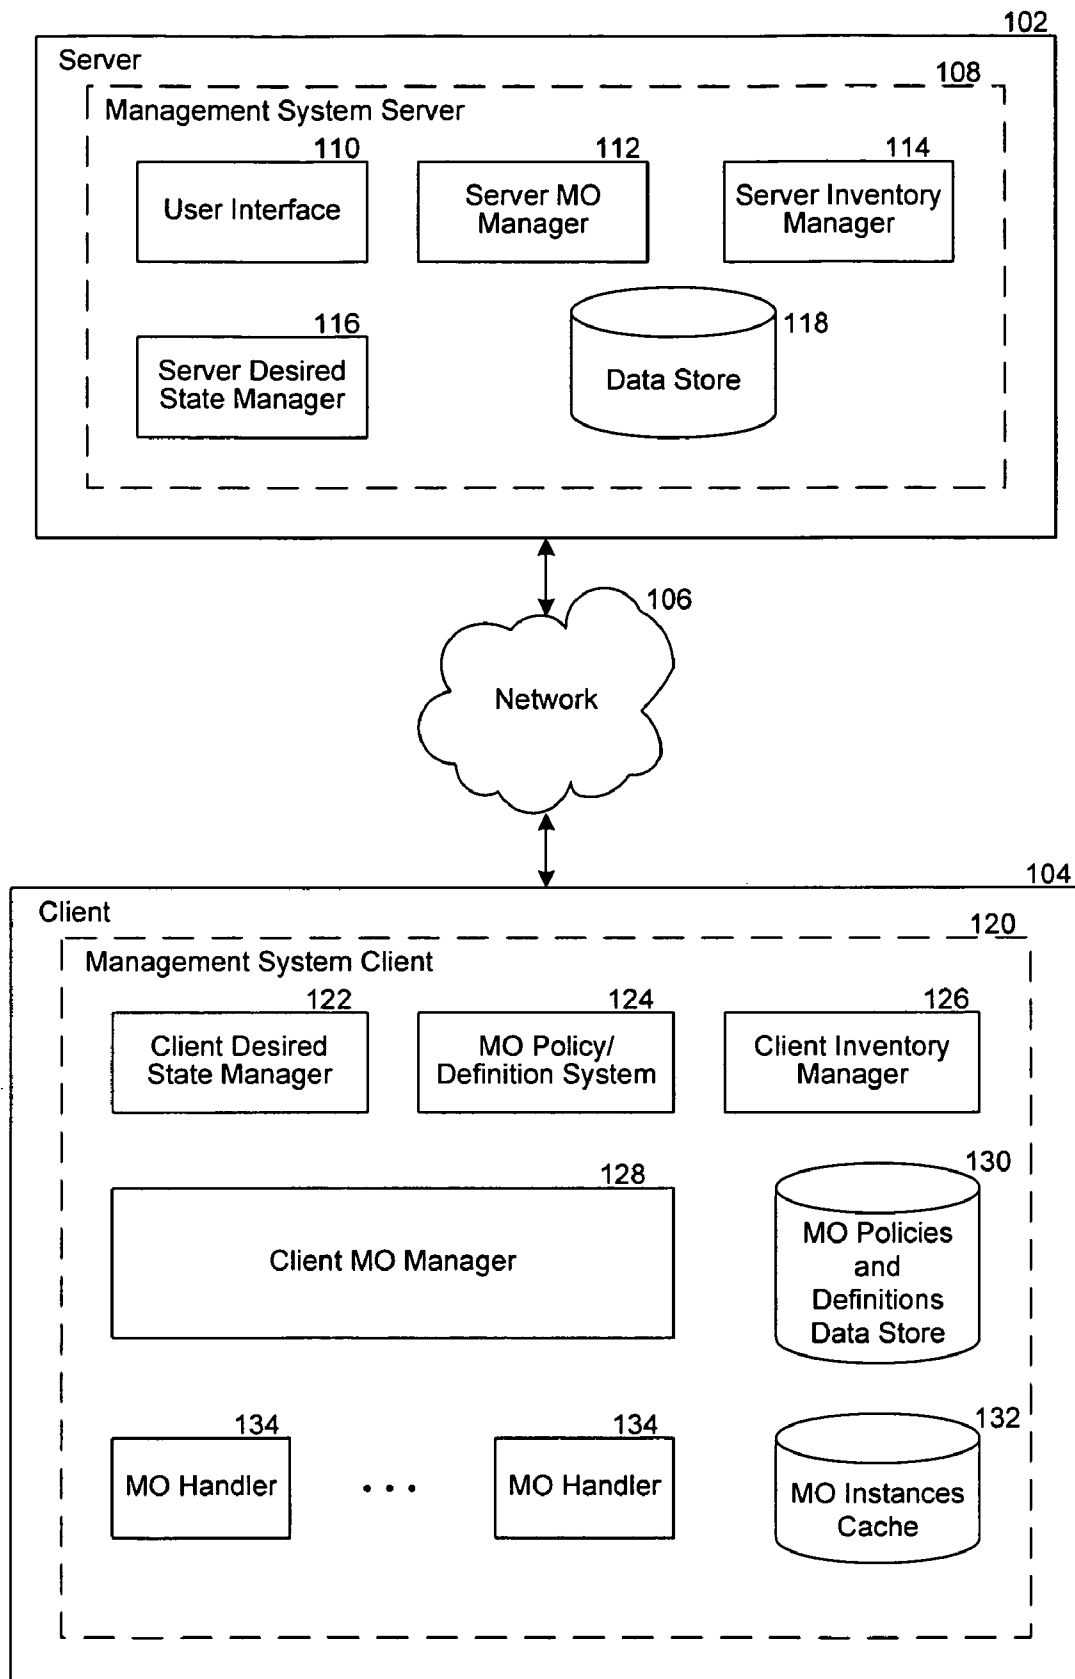 102
Server
108
Management System Server
110
112
114
User Interface
Server MO
Manager
Server Inventory
Manager
116
118
Server Desired
State Manager
Data Store
106
Network
104
Client
120
Management System Client
122
124
126
Client Desired
State Manager
MO Policy/
Definition System
Client Inventory
Manager
128
130
Client MO Manager
MO Policies
and
Definitions
Data Store
134
134
132
MO Handler
• • •
MO Handler
MO Instances
Cache